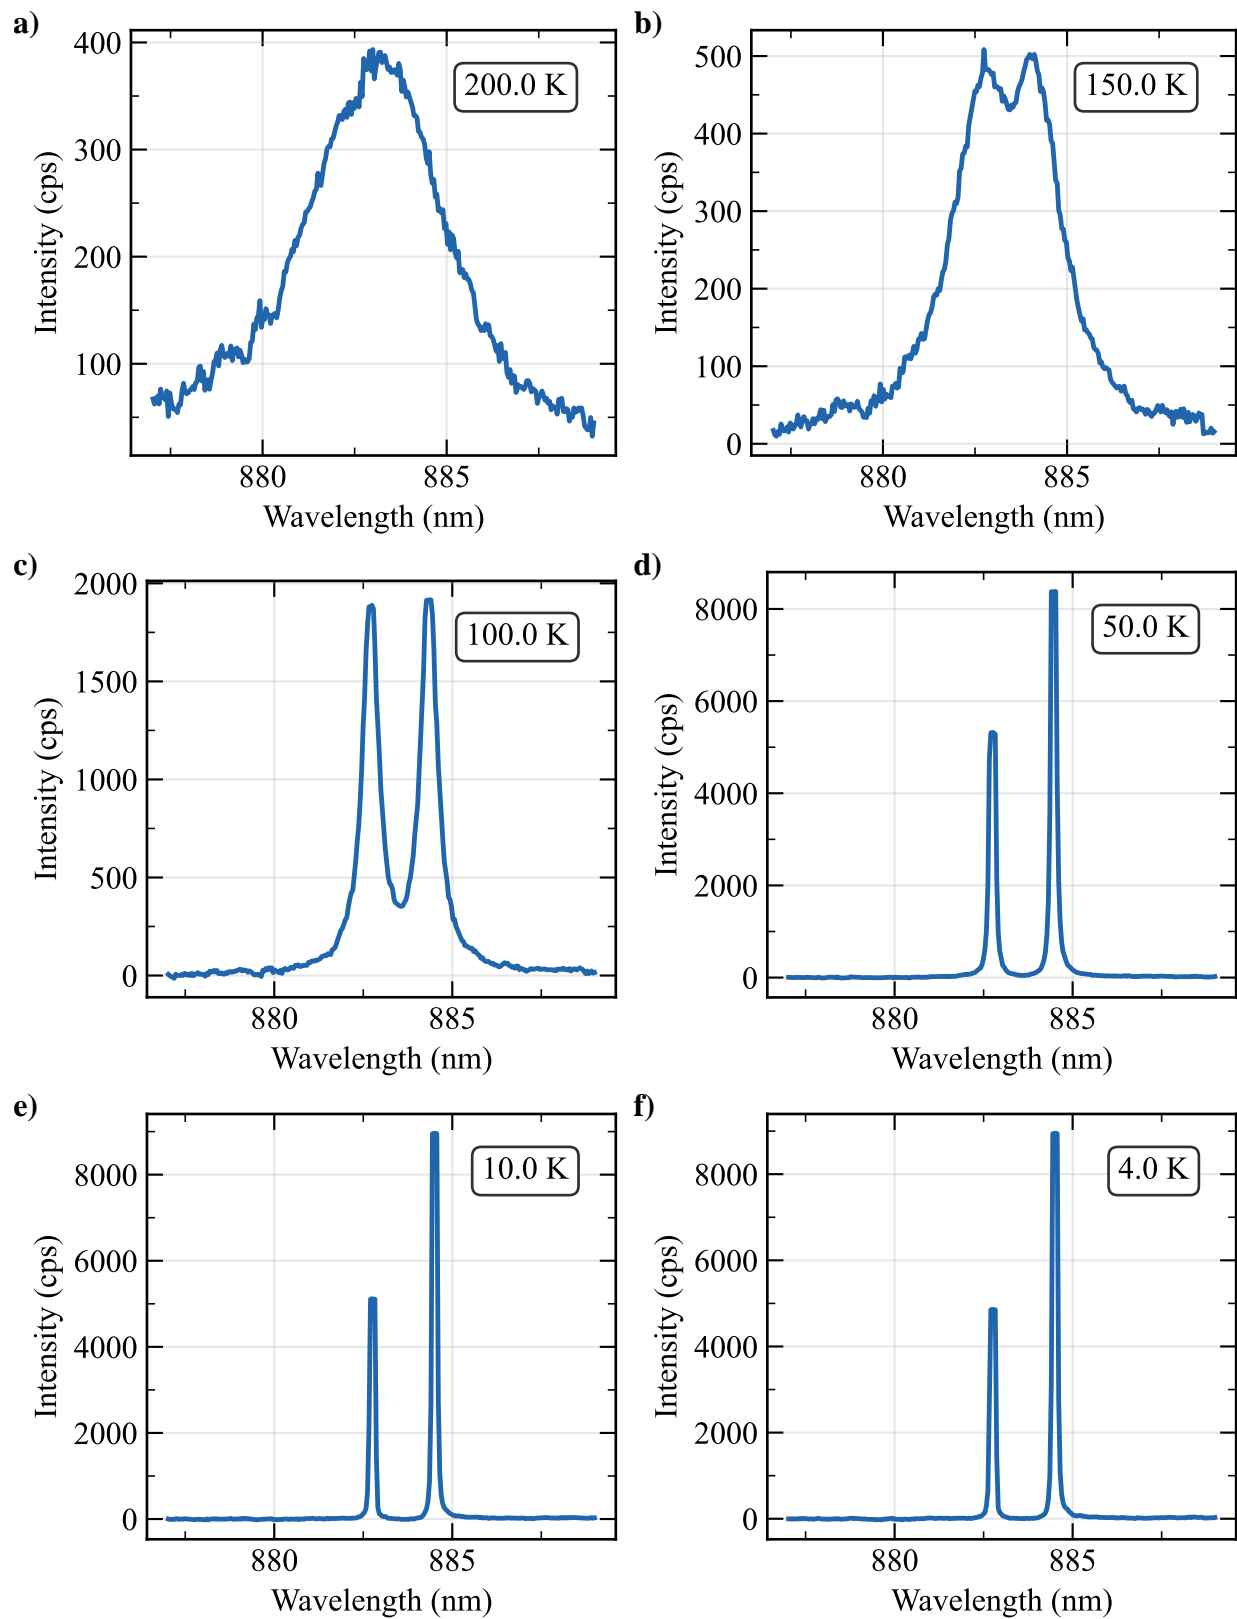 a)
400
300
200
100
Intensity (cps)
200.0 K
880 885
Wavelength (nm)
b)
500
400
300
200
100
0
Intensity (cps)
150.0 K
880 885
Wavelength (nm)
c)
2000
1500
1000
500
0
Intensity (cps)
100.0 K
880 885
Wavelength (nm)
d)
8000
6000
4000
2000
0
Intensity (cps)
50.0 K
880 885
Wavelength (nm)
e)
8000
6000
4000
2000
0
Intensity (cps)
10.0 K
880 885
Wavelength (nm)
f)
8000
6000
4000
2000
0
Intensity (cps)
4.0 K
880 885
Wavelength (nm)